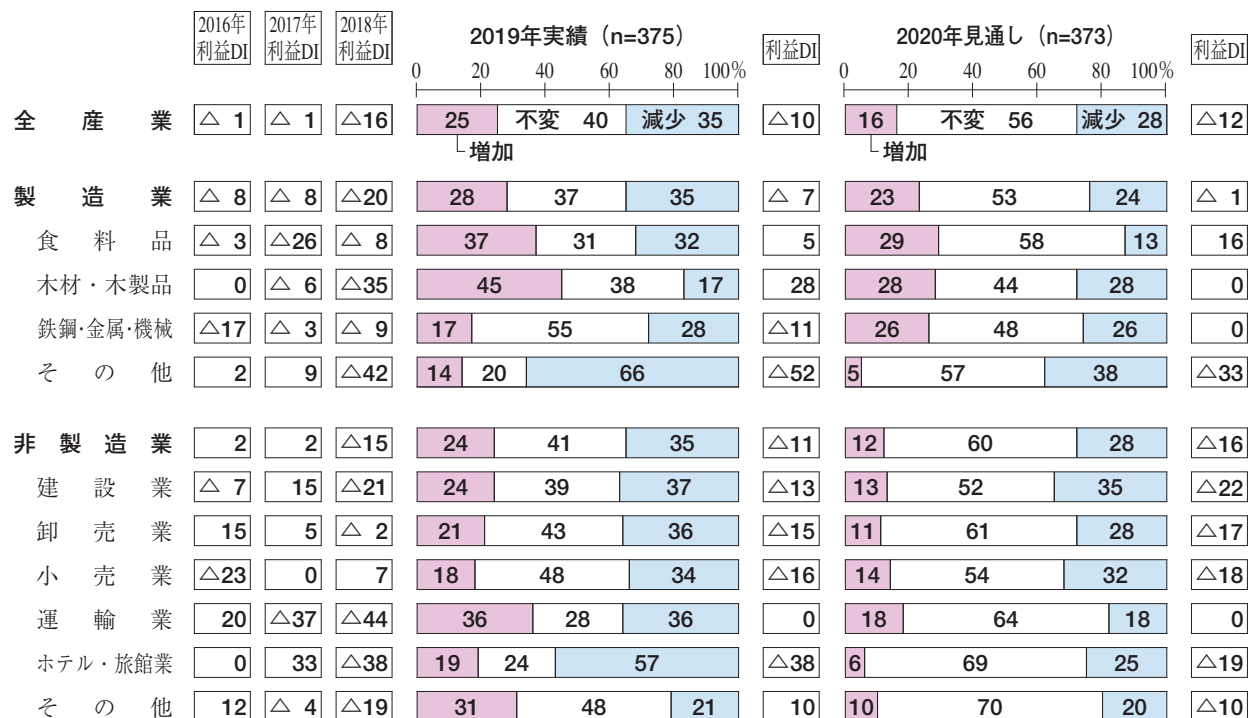 2016年 2017年 2018年
利益DI 利益DI 利益DI 2019年実績（n=375） 利益DI 2020年見通し（n=373） 利益DI
0 20 40 60 80 100% 0 20 40 60 80 100%
全産業 △ 1 △ 1 △16 25 不変 40 減少 35 △10 16 不変 56 減少 28 △12
増加 増加
製造業 △ 8 △ 8 △20 28 37 35 △ 7 23 53 24 △ 1
食料品 △ 3 △26 △ 8 37 31 32 5 29 58 13 16
木材・木製品 0 △ 6 △35 45 38 17 28 28 44 28 0
鉄鋼・金属・機械 △17 △ 3 △ 9 17 55 28 △11 26 48 26 0
その他 2 9 △42 14 20 66 △52 5 57 38 △33
非製造業 2 2 △15 24 41 35 △11 12 60 28 △16
建設業 △ 7 15 △21 24 39 37 △13 13 52 35 △22
卸売業 15 5 △ 2 21 43 36 △15 11 61 28 △17
小売業 △23 0 7 18 48 34 △16 14 54 32 △18
運輸業 20 △37 △44 36 28 36 0 18 64 18 0
ホテル・旅館業 0 33 △38 19 24 57 △38 6 69 25 △19
その他 12 △ 4 △19 31 48 21 10 10 70 20 △10